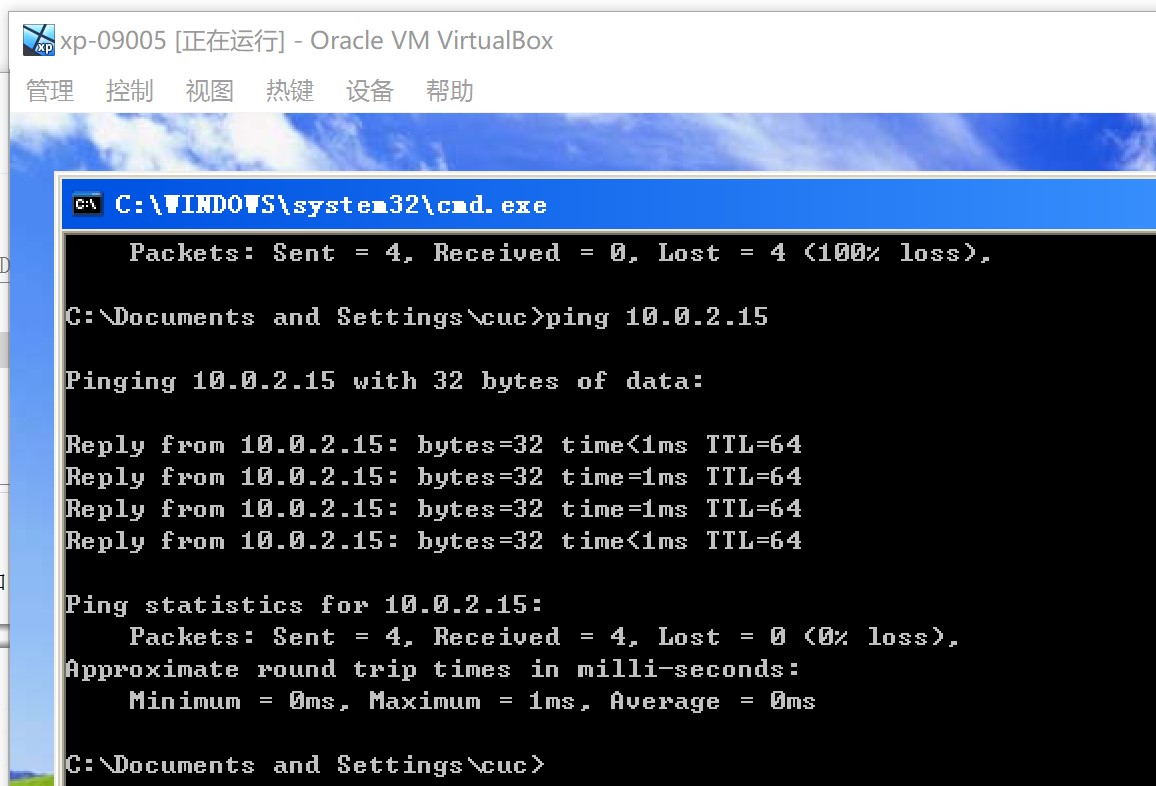 xp-09005 [正在运行] - Oracle VM VirtualBox
管理 控制 视图 热键 设备 帮助
C:\WINDOWS\system32\cmd.exe
Packets: Sent = 4, Received = 0, Lost = 4 (100% loss),
C:\Documents and Settings\cuc>ping 10.0.2.15
Pinging 10.0.2.15 with 32 bytes of data:
Reply from 10.0.2.15: bytes=32 time<1ms TTL=64
Reply from 10.0.2.15: bytes=32 time=1ms TTL=64
Reply from 10.0.2.15: bytes=32 time=1ms TTL=64
Reply from 10.0.2.15: bytes=32 time<1ms TTL=64
Ping statistics for 10.0.2.15:
Packets: Sent = 4, Received = 4, Lost = 0 (0% loss),
Approximate round trip times in milli-seconds:
Minimum = 0ms, Maximum = 1ms, Average = 0ms
C:\Documents and Settings\cuc>